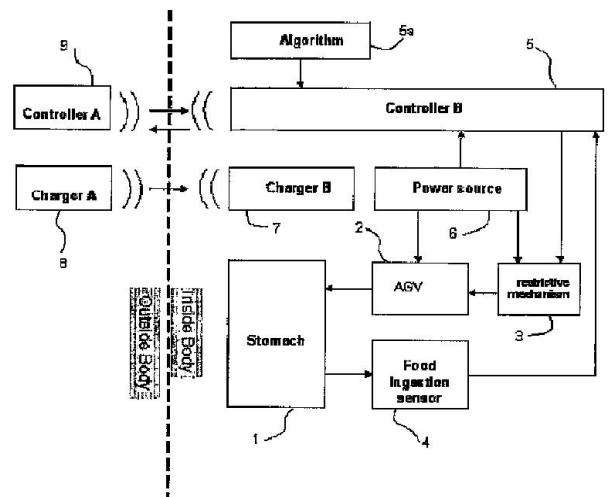 9
Algorithm
5a
5
Controller A
Controller B
Charger A
Charger B
Power source
8
7
2
6
AGV
restrictive
mechanism
3
Outside Body
Inside Body
Stomach
Food
Ingestion
sensor
1
4